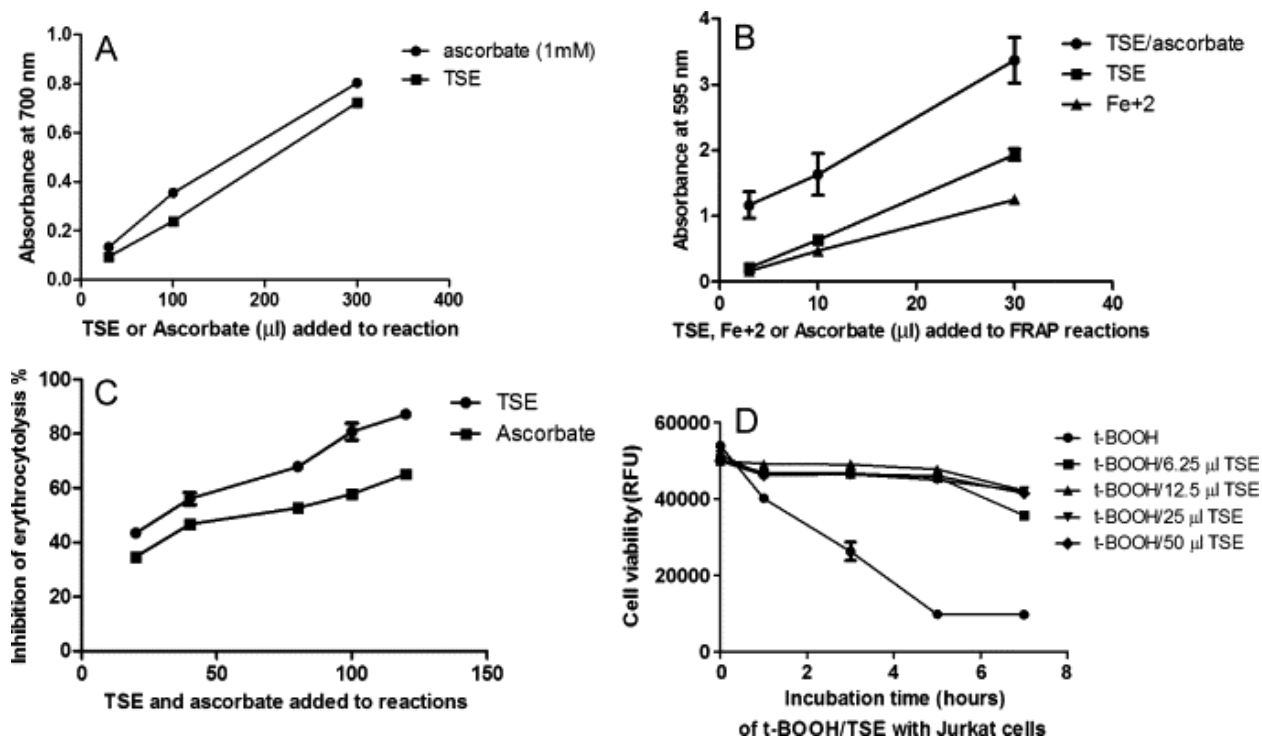 A
ascorbate (1mM)
TSE
Absorbance at 700 nm
1.0
0.8
0.6
0.4
0.2
0.0
0
100
200
300
400
TSE or Ascorbate (µl) added to reaction
B
TSE/ascorbate
TSE
Fe+2
Absorbance at 595 nm
4
3
2
1
0
0
10
20
30
40
TSE, Fe+2 or Ascorbate (µl) added to FRAP reactions
C
TSE
Ascorbate
Inhibition of erythrocytolysis %
100
80
60
40
20
0
0
50
100
150
TSE and ascorbate added to reactions
D
t-BOOH
t-BOOH/6.25 µl TSE
t-BOOH/12.5 µl TSE
t-BOOH/25 µl TSE
t-BOOH/50 µl TSE
Cell viability (RFU)
60000
40000
20000
0
0
2
4
6
8
Incubation time (hours)
of t-BOOH/TSE with Jurkat cells